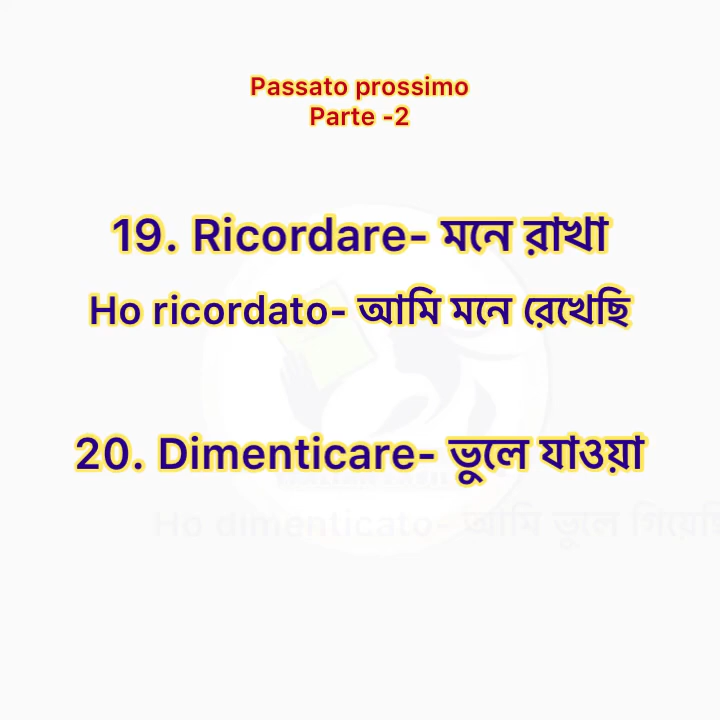 Passato prossimo
Parte -2
19. Ricordare- মনে রাখা
Ho ricordato- আমি মনে রেখেছি
20. Dimenticare- ভুলে যাওয়া
Ho dimenticato- আমি ভুলে